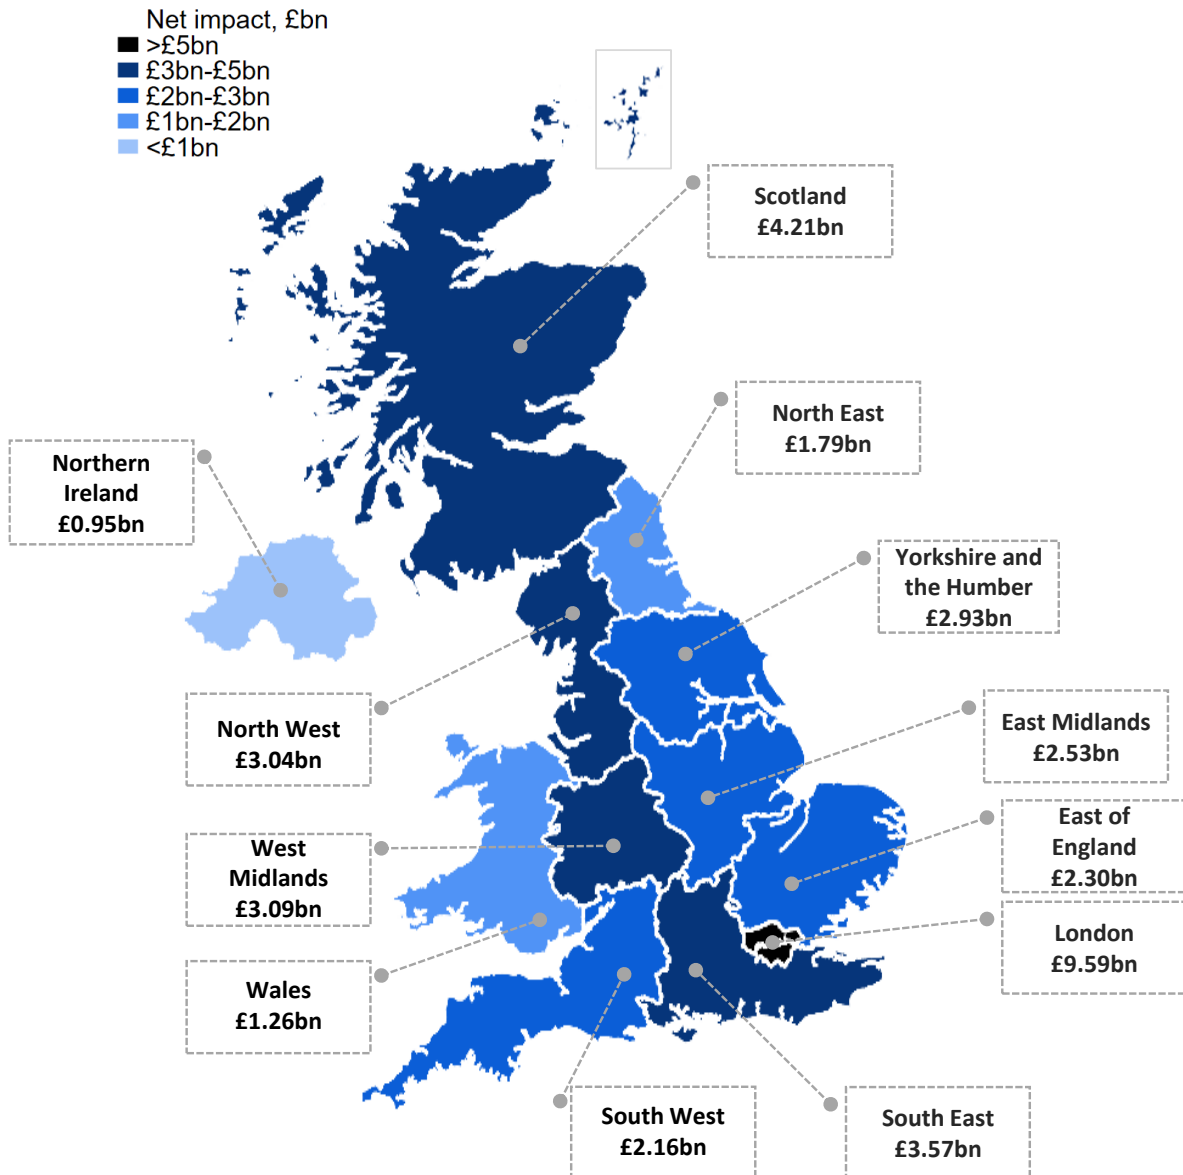 Net impact, £bn
>£5bn
£3bn-£5bn
£2bn-£3bn
£1bn-£2bn
<£1bn
Scotland
£4.21bn
North East
£1.79bn
Northern
Ireland
£0.95bn
Yorkshire and
the Humber
£2.93bn
North West
£3.04bn
East Midlands
£2.53bn
East of
England
£2.30bn
West
Midlands
£3.09bn
London
£9.59bn
Wales
£1.26bn
South West
£2.16bn
South East
£3.57bn